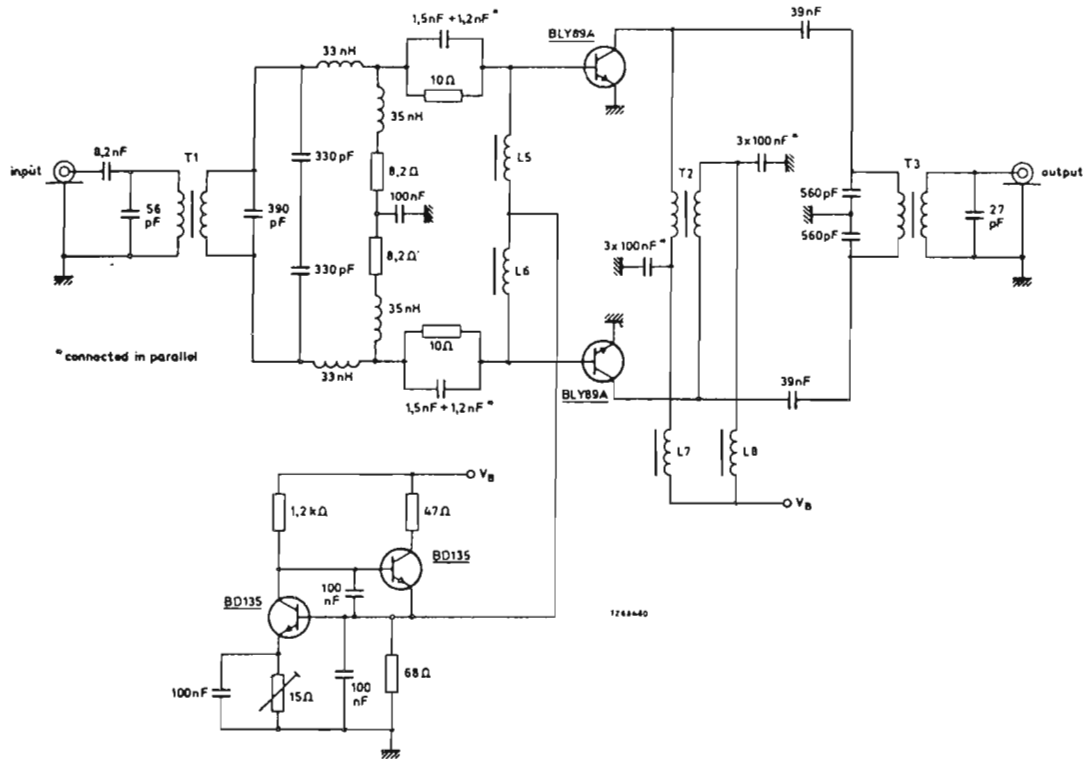 1,5nF + 1,2nF*
39nF
BLY89A
33nH
10Ω
35nH
3x100nF*
8,2nF
T1
330pF
8,2Ω
L5
T2
T3
input
output
100nF
560pF
56 pF
390 pF
560pF
27 pF
3x100nF*
330pF
8,2Ω
L6
35nH
*connected in parallel
10Ω
33nH
39nF
1,5nF + 1,2nF*
BLY89A
L7
L8
VB
VB
1,2kΩ
47Ω
BD135
100 nF
BD135
68Ω
100nF
15Ω
100 nF